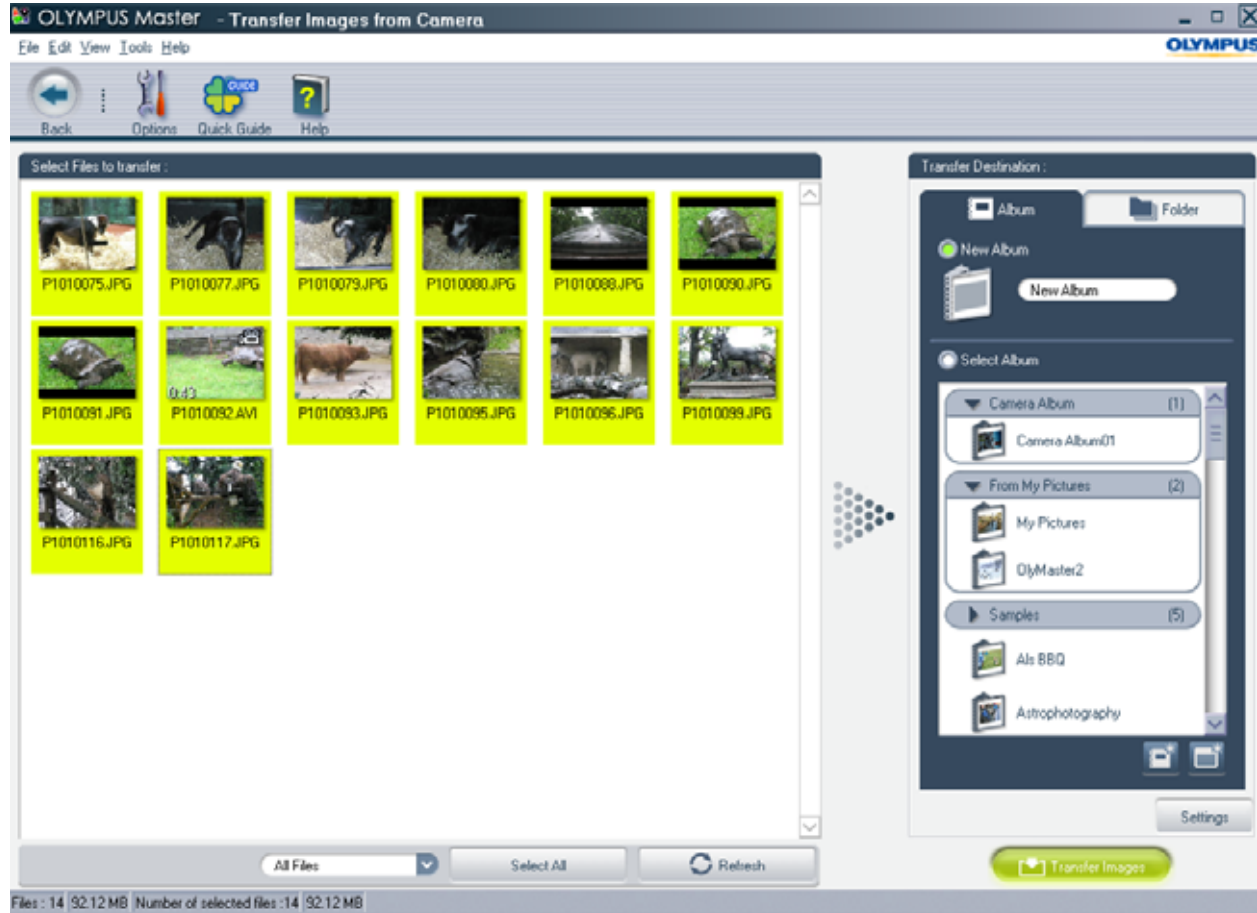 OLYMPUS Master - Transfer Images from Camera
File Edit View Tools Help
OLYMPUS
GUIDE
Back Options Quick Guide Help
Select Files to transfer :
P1010075.JPG P1010077.JPG P1010079.JPG P1010080.JPG P1010088.JPG P1010090.JPG
0:43
P1010091.JPG P1010092.AVI P1010093.JPG P1010095.JPG P1010096.JPG P1010099.JPG
P1010116.JPG P1010117.JPG
Transfer Destination :
Album Folder
New Album
New Album
Select Album
Camera Album (1)
Camera Album01
From My Pictures (2)
My Pictures
OlyMaster2
Samples (5)
Als BBQ
Astrophotography
Settings
All Files Select All Refresh
Transfer Images
Files : 14 92.12 MB Number of selected files :14 92.12 MB